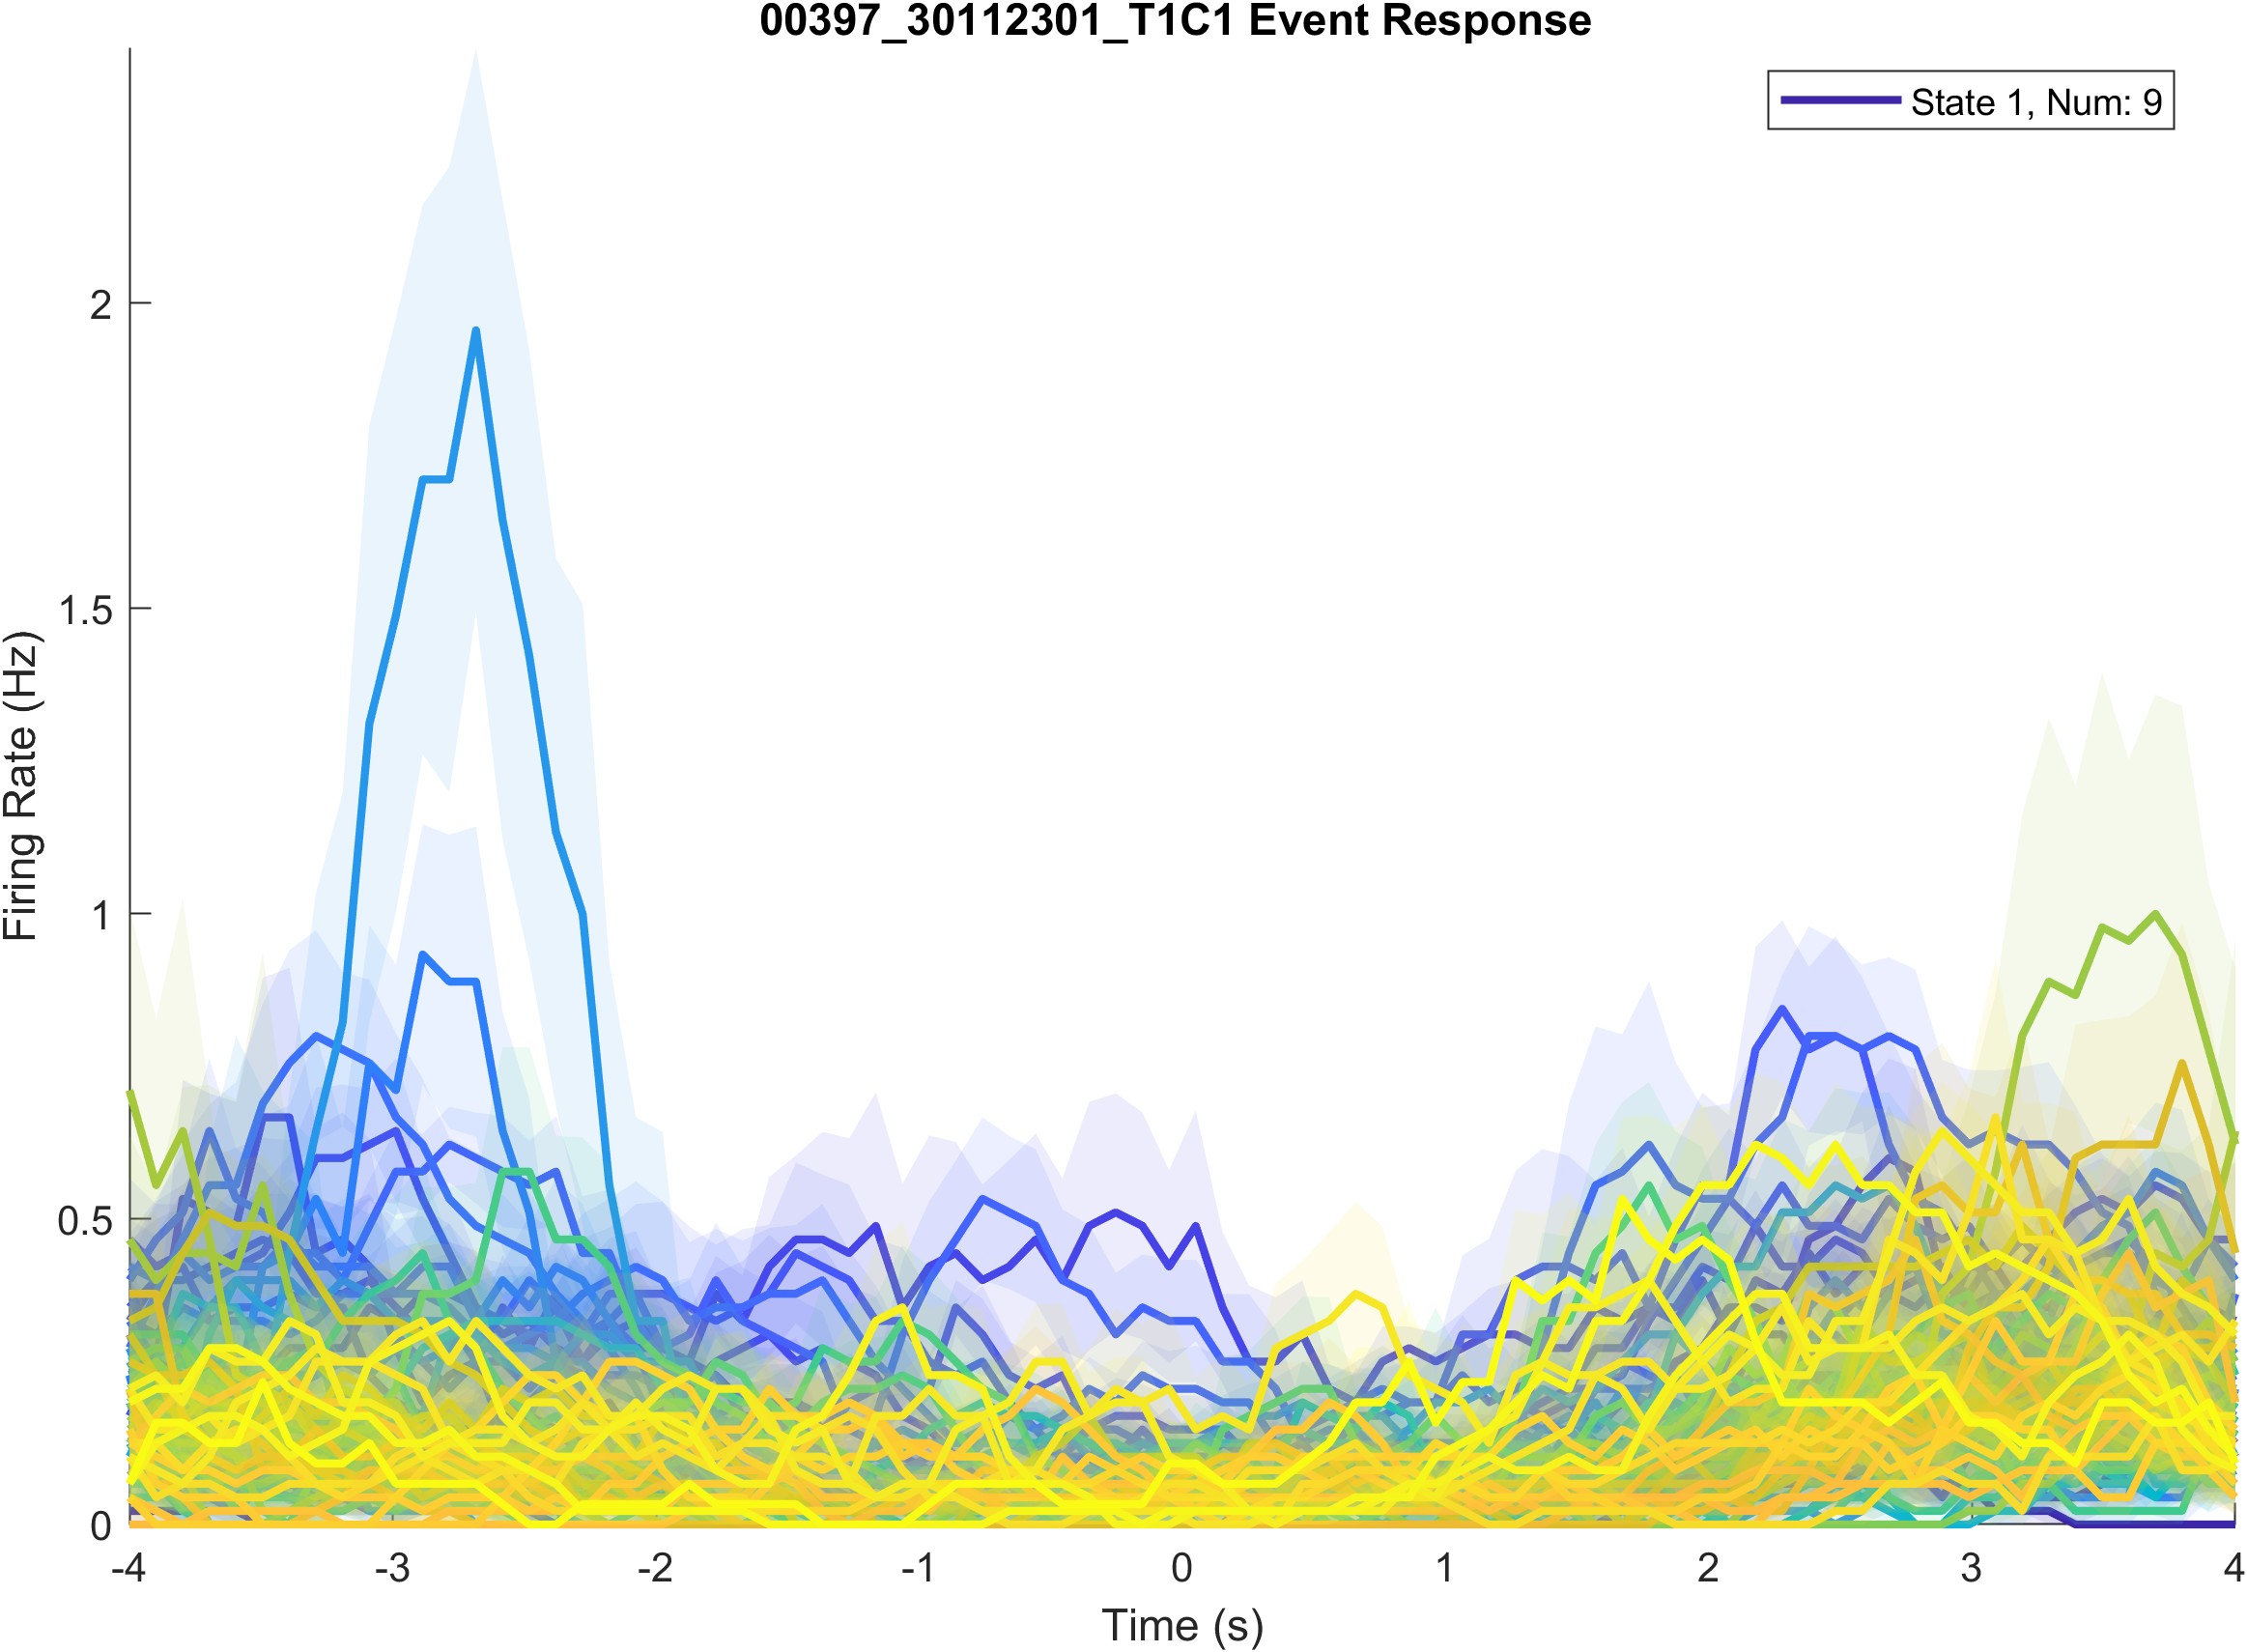 00397_30112301_T1C1 Event Response
State 1, Num: 9
Firing Rate (Hz)
2
1.5
1
0.5
0
-4 -3 -2 -1 0 1 2 3 4
Time (s)